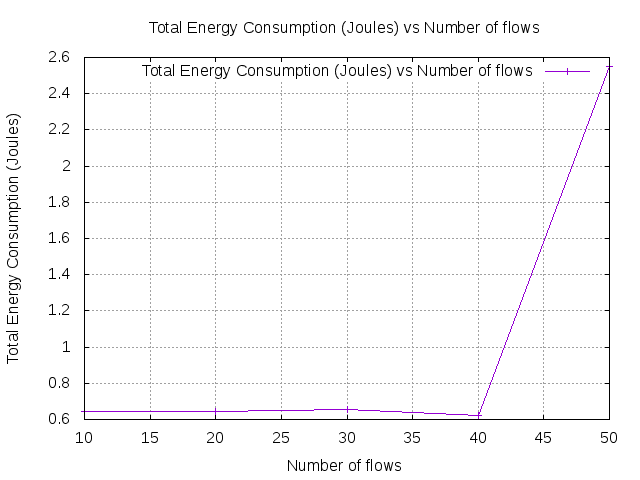 Total Energy Consumption (Joules) vs Number of flows
Total Energy Consumption (Joules) vs Number of flows
Total Energy Consumption (Joules)
2.6
2.4
2.2
2
1.8
1.6
1.4
1.2
1
0.8
0.6
10 15 20 25 30 35 40 45 50
Number of flows